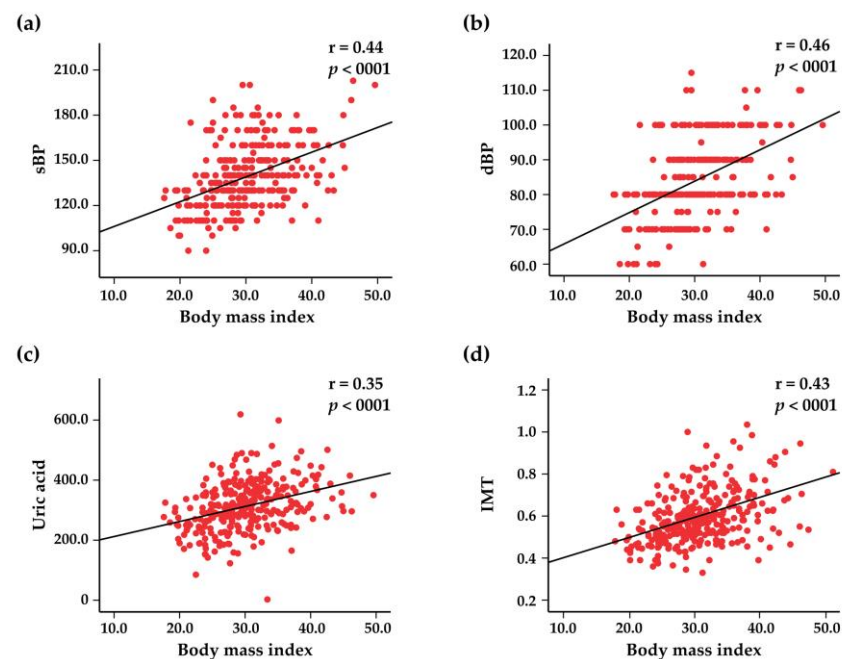 (a)
r = 0.44
p < 0001
210.0
180.0
150.0
120.0
90.0
sBP
10.0 20.0 30.0 40.0 50.0
Body mass index
(b)
r = 0.46
p < 0001
120.0
110.0
100.0
90.0
80.0
70.0
60.0
dBP
10.0 20.0 30.0 40.0 50.0
Body mass index
(c)
r = 0.35
p < 0001
600.0
400.0
200.0
0
Uric acid
10.0 20.0 30.0 40.0 50.0
Body mass index
(d)
r = 0.43
p < 0001
1.2
1.0
0.8
0.6
0.4
0.2
IMT
10.0 20.0 30.0 40.0 50.0
Body mass index